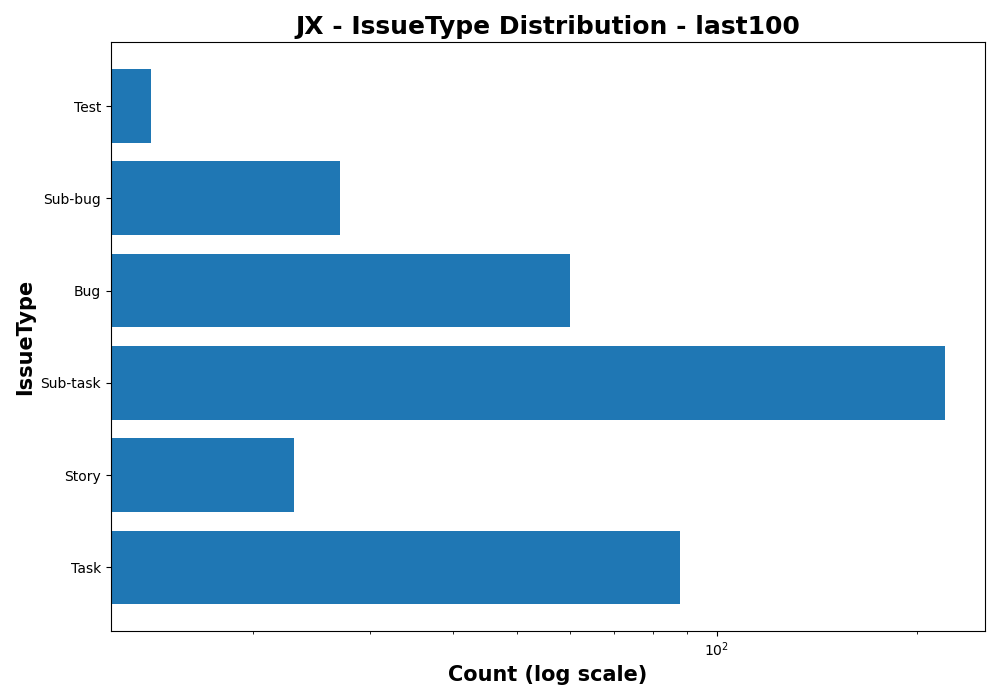 JX - IssueType Distribution - last100
Test
Sub-bug
Bug
Sub-task
Story
Task
IssueType
10²
Count (log scale)